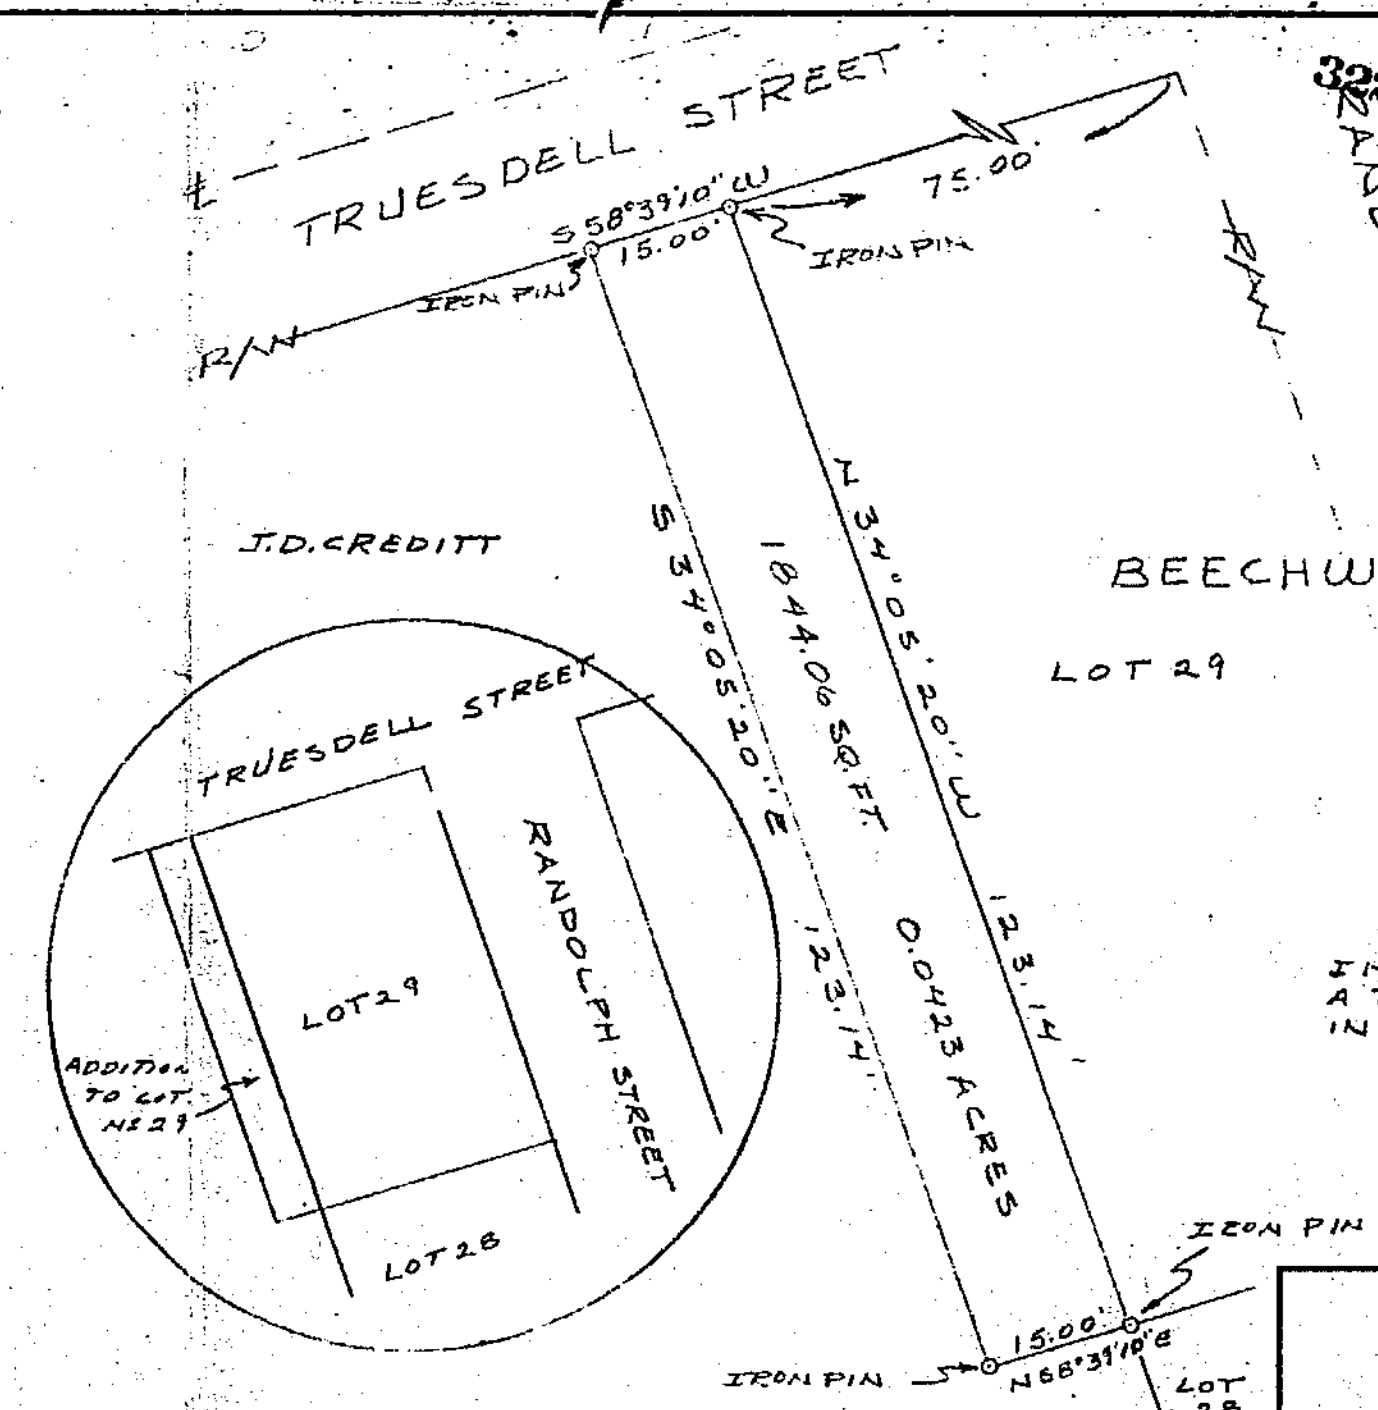 TRUESDELL STREET
S 58°39'10" W
15.00'
75.00'
IRON PIN
IRON PIN
R/W
R/W
J.D. CREDITT
S 34°05'20" E
123.14'
1844.06 SQ. FT.
0.0423 ACRES
N 34°05'20" W
123.14'
BEECHW
LOT 29
TRUESDELL STREET
RANDOLPH STREET
LOT 29
ADDITION
TO LOT
Nº 29
LOT 28
IRON PIN
15.00'
N 58°39'10" E
IRON PIN
LOT
28